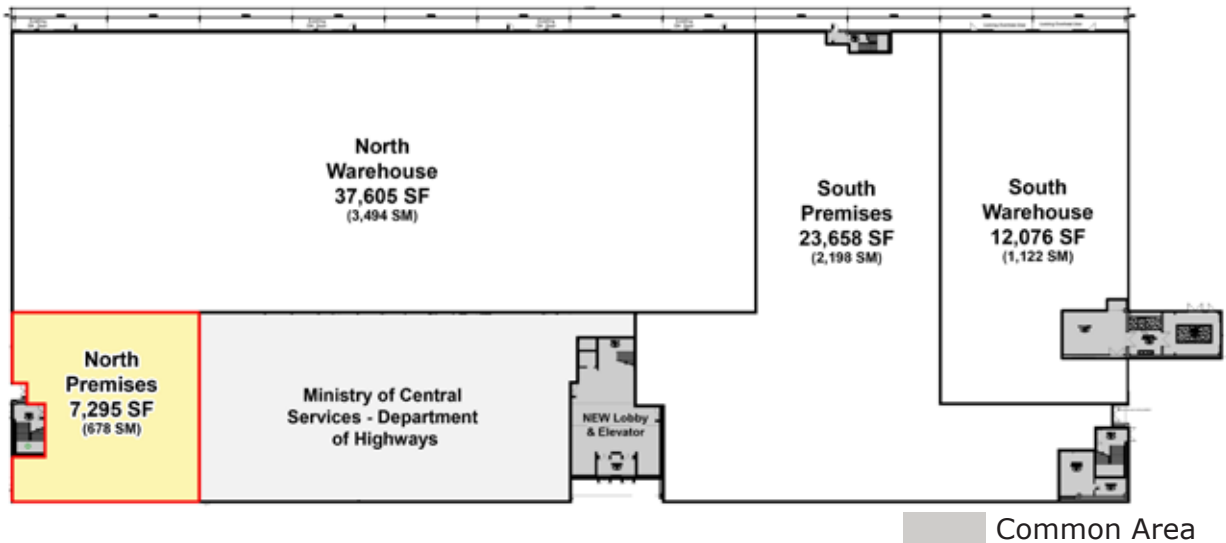 North
Warehouse
37,605 SF
(3,494 SM)
South
Premises
23,658 SF
(2,198 SM)
South
Warehouse
12,076 SF
(1,122 SM)
North
Premises
7,295 SF
(678 SM)
Ministry of Central
Services - Department
of Highways
NEW Lobby
& Elevator
Common Area